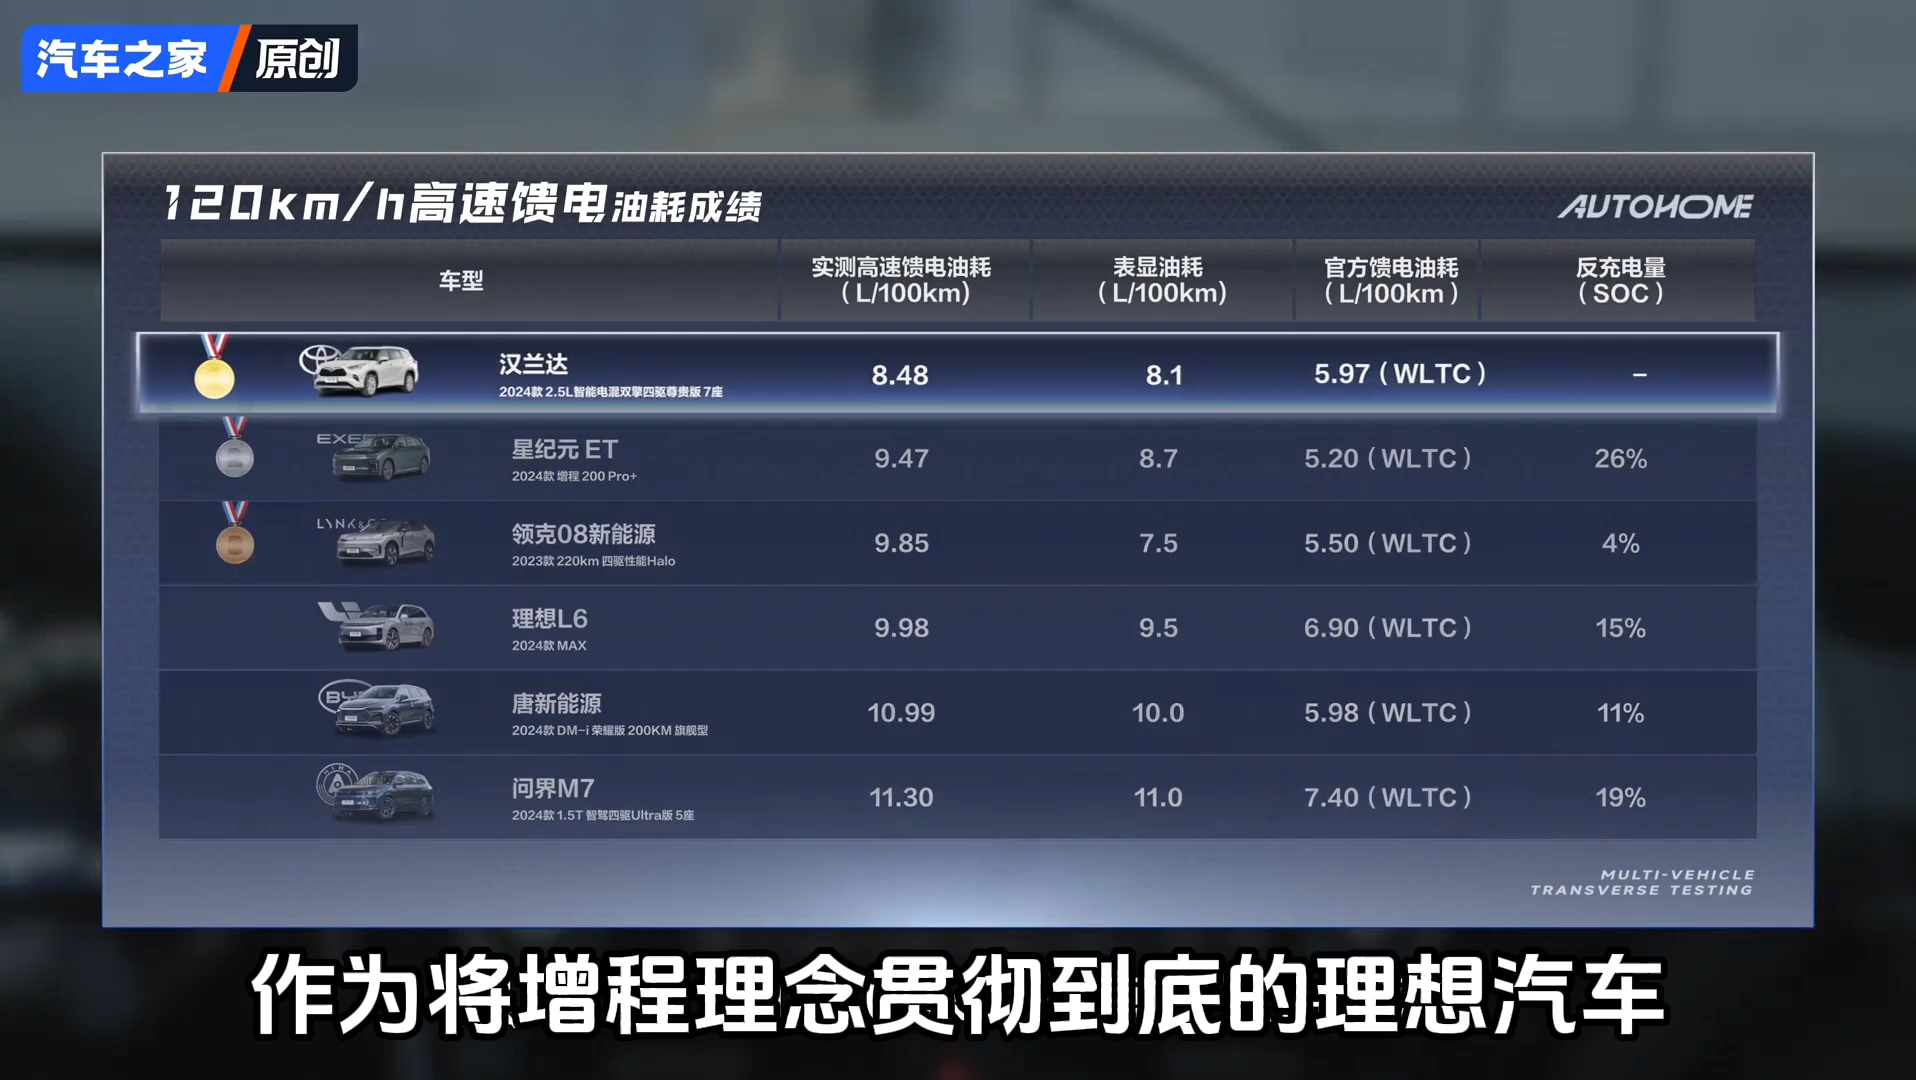 汽车之家 原创
120km/h高速馈电油耗成绩
AUTOHOME
车型
实测高速馈电油耗
（L/100km）
表显油耗
（L/100km）
官方馈电油耗
（L/100km）
反充电量
（SOC）
汉兰达
2024款 2.5L智能电混双擎四驱尊贵版 7座
8.48
8.1
5.97（WLTC）
–
星纪元 ET
2024款 增程 200 Pro+
9.47
8.7
5.20（WLTC）
26%
领克08新能源
2023款 220km 四驱性能Halo
9.85
7.5
5.50（WLTC）
4%
理想L6
2024款 MAX
9.98
9.5
6.90（WLTC）
15%
唐新能源
2024款 DM-i 荣耀版 200KM 旗舰型
10.99
10.0
5.98（WLTC）
11%
问界M7
2024款 1.5T 智驾四驱Ultra版 5座
11.30
11.0
7.40（WLTC）
19%
MULTI-VEHICLE
TRANSVERSE TESTING
作为将增程理念贯彻到底的理想汽车